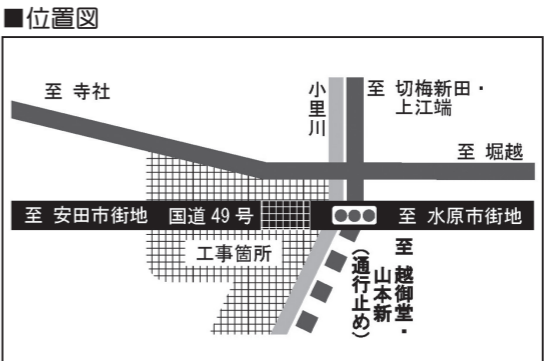 ■位置図
至 寺社
小里川
至 切梅新田・
上江端
至 堀越
至 安田市街地 国道49号
至 水原市街地
工事箇所
至 越御堂・
山本新
(通行止め)